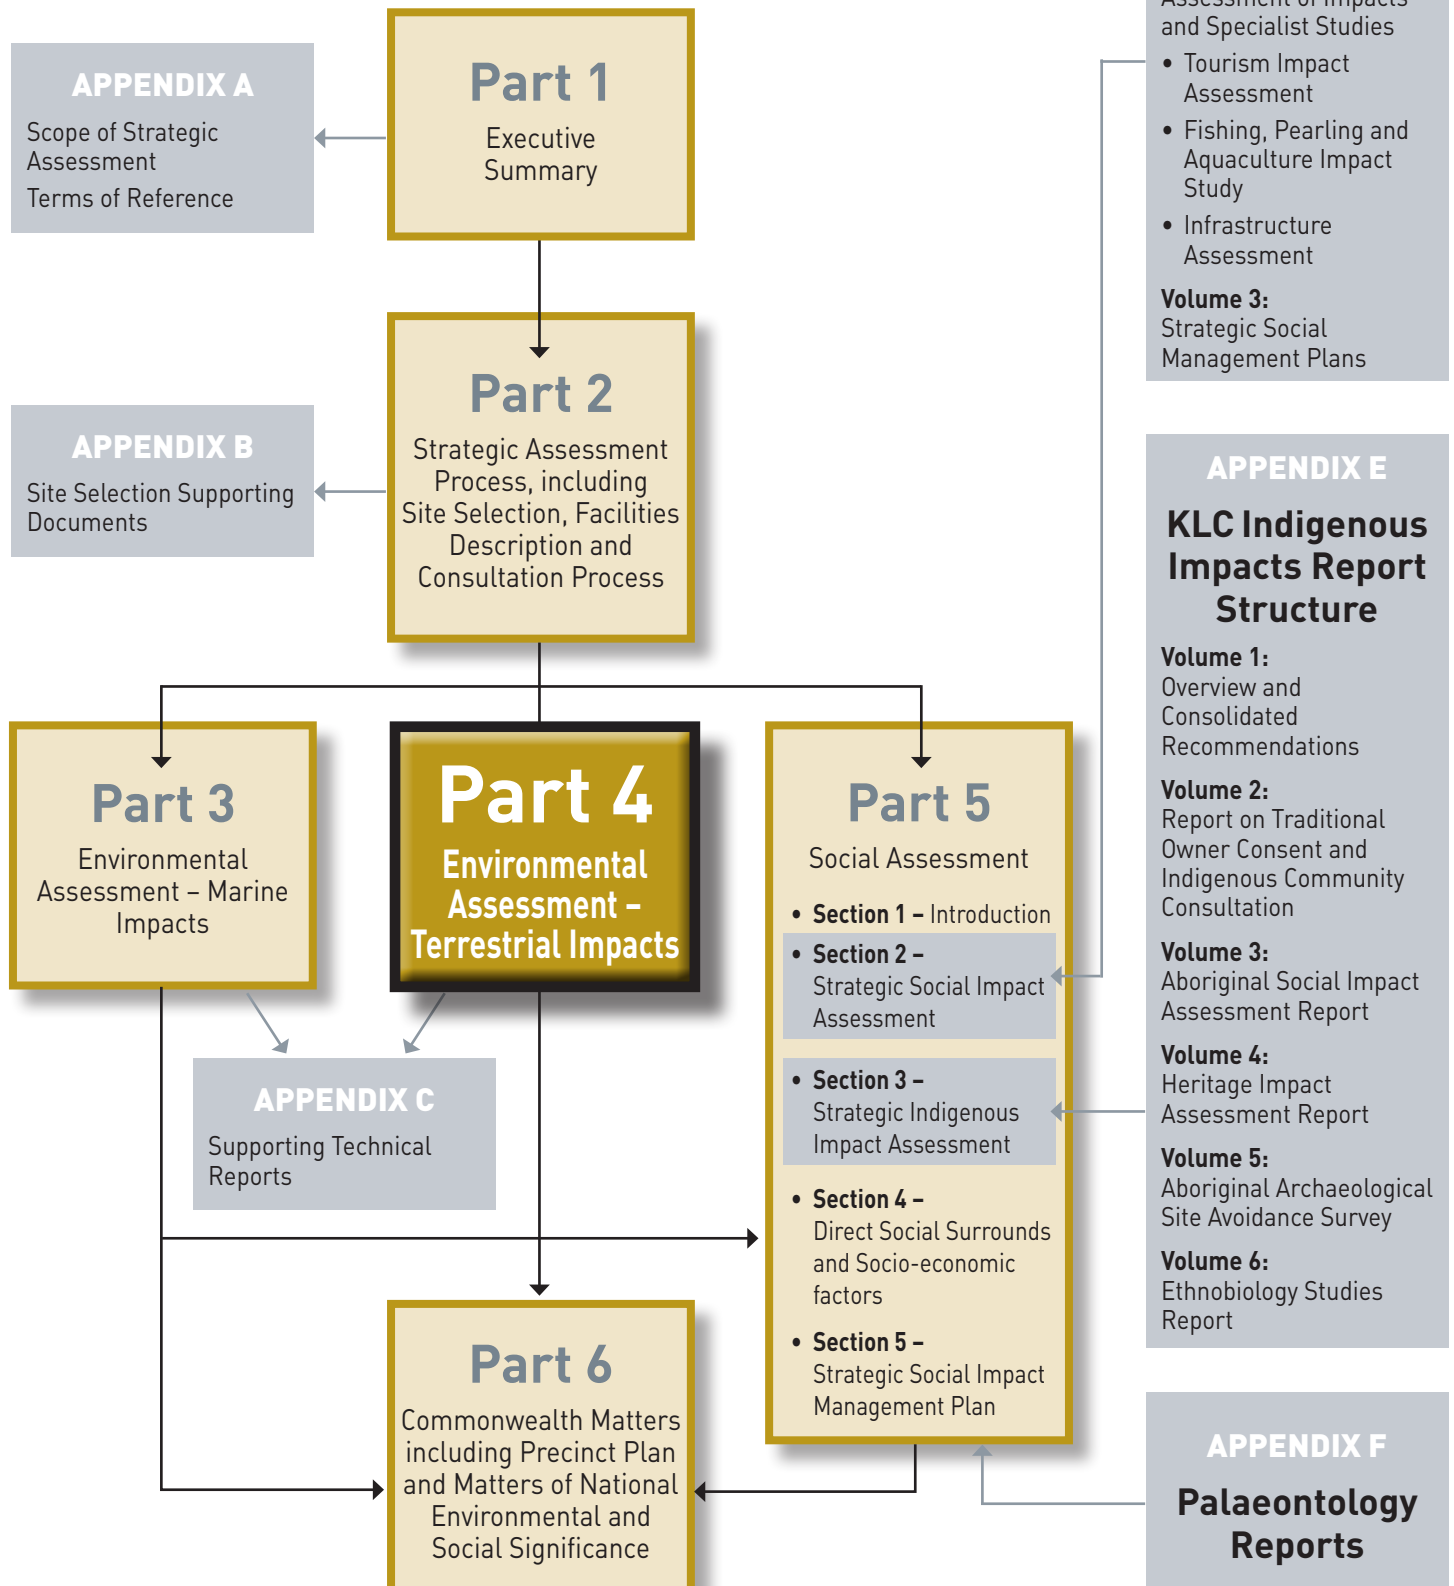 Part 1
Executive
Summary
APPENDIX A
Scope of Strategic
Assessment
Terms of Reference
Part 2
Strategic Assessment
Process, including
Site Selection, Facilities
Description and
Consultation Process
APPENDIX B
Site Selection Supporting
Documents
Part 3
Environmental
Assessment – Marine
Impacts
Part 4
Environmental
Assessment –
Terrestrial Impacts
APPENDIX C
Supporting Technical
Reports
Part 5
Social Assessment
• Section 1 – Introduction
• Section 2 –
Strategic Social Impact
Assessment
• Section 3 –
Strategic Indigenous
Impact Assessment
• Section 4 –
Direct Social Surrounds
and Socio-economic
factors
• Section 5 –
Strategic Social Impact
Management Plan
Part 6
Commonwealth Matters
including Precinct Plan
and Matters of National
Environmental and
Social Significance
Assessment of Impacts
and Specialist Studies
• Tourism Impact
Assessment
• Fishing, Pearling and
Aquaculture Impact
Study
• Infrastructure
Assessment
Volume 3:
Strategic Social
Management Plans
APPENDIX E
KLC Indigenous
Impacts Report
Structure
Volume 1:
Overview and
Consolidated
Recommendations
Volume 2:
Report on Traditional
Owner Consent and
Indigenous Community
Consultation
Volume 3:
Aboriginal Social Impact
Assessment Report
Volume 4:
Heritage Impact
Assessment Report
Volume 5:
Aboriginal Archaeological
Site Avoidance Survey
Volume 6:
Ethnobiology Studies
Report
APPENDIX F
Palaeontology
Reports